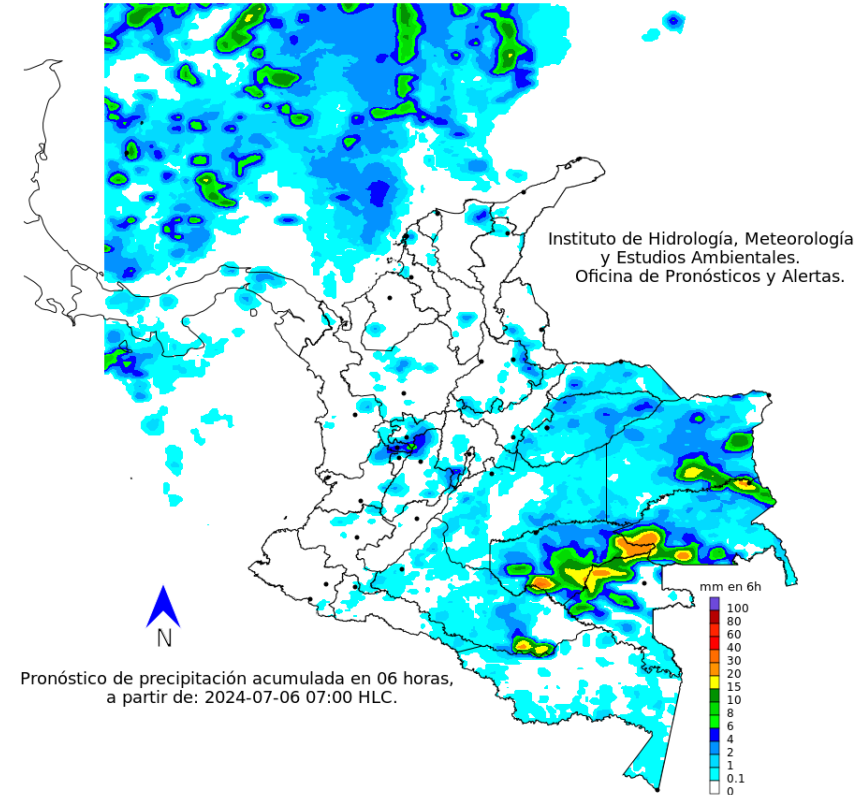 Instituto de Hidrología, Meteorología
y Estudios Ambientales.
Oficina de Pronósticos y Alertas.
N
Pronóstico de precipitación acumulada en 06 horas,
a partir de: 2024-07-06 07:00 HLC.
mm en 6h
100
80
60
40
30
20
15
10
8
6
4
2
1
0.1
0